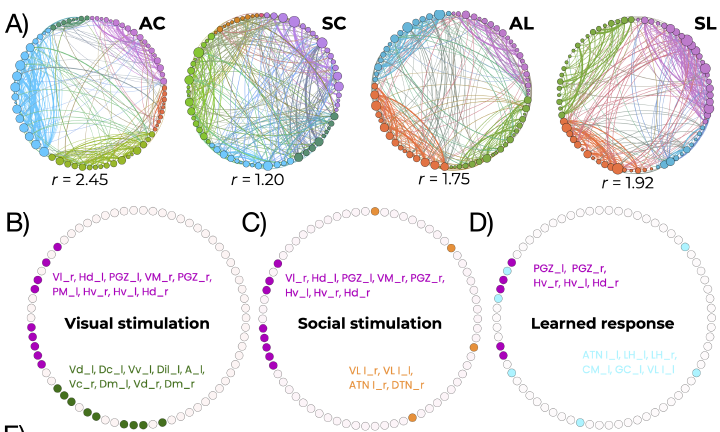 A)
AC
SC
AL
SL
r = 2.45
r = 1.20
r = 1.75
r = 1.92
B)
C)
D)
Vl_r, Hd_l, PGZ_l, VM_r, PGZ_r,
PM_l, Hv_r, Hv_l, Hd_r
Visual stimulation
Vd_l, Dc_l, Vv_l, Dil_l, A_l,
Vc_r, Dm_l, Vd_r, Dm_r
Vl_r, Hd_l, PGZ_l, VM_r, PGZ_r,
Hv_l, Hv_r, Hd_r
Social stimulation
VL l_r, VL l_l,
ATN l_r, DTN_r
PGZ_l, PGZ_r,
Hv_r, Hv_l, Hd_r
Learned response
ATN l_l, LH_l, LH_r,
CM_l, GC_l, VL l_l